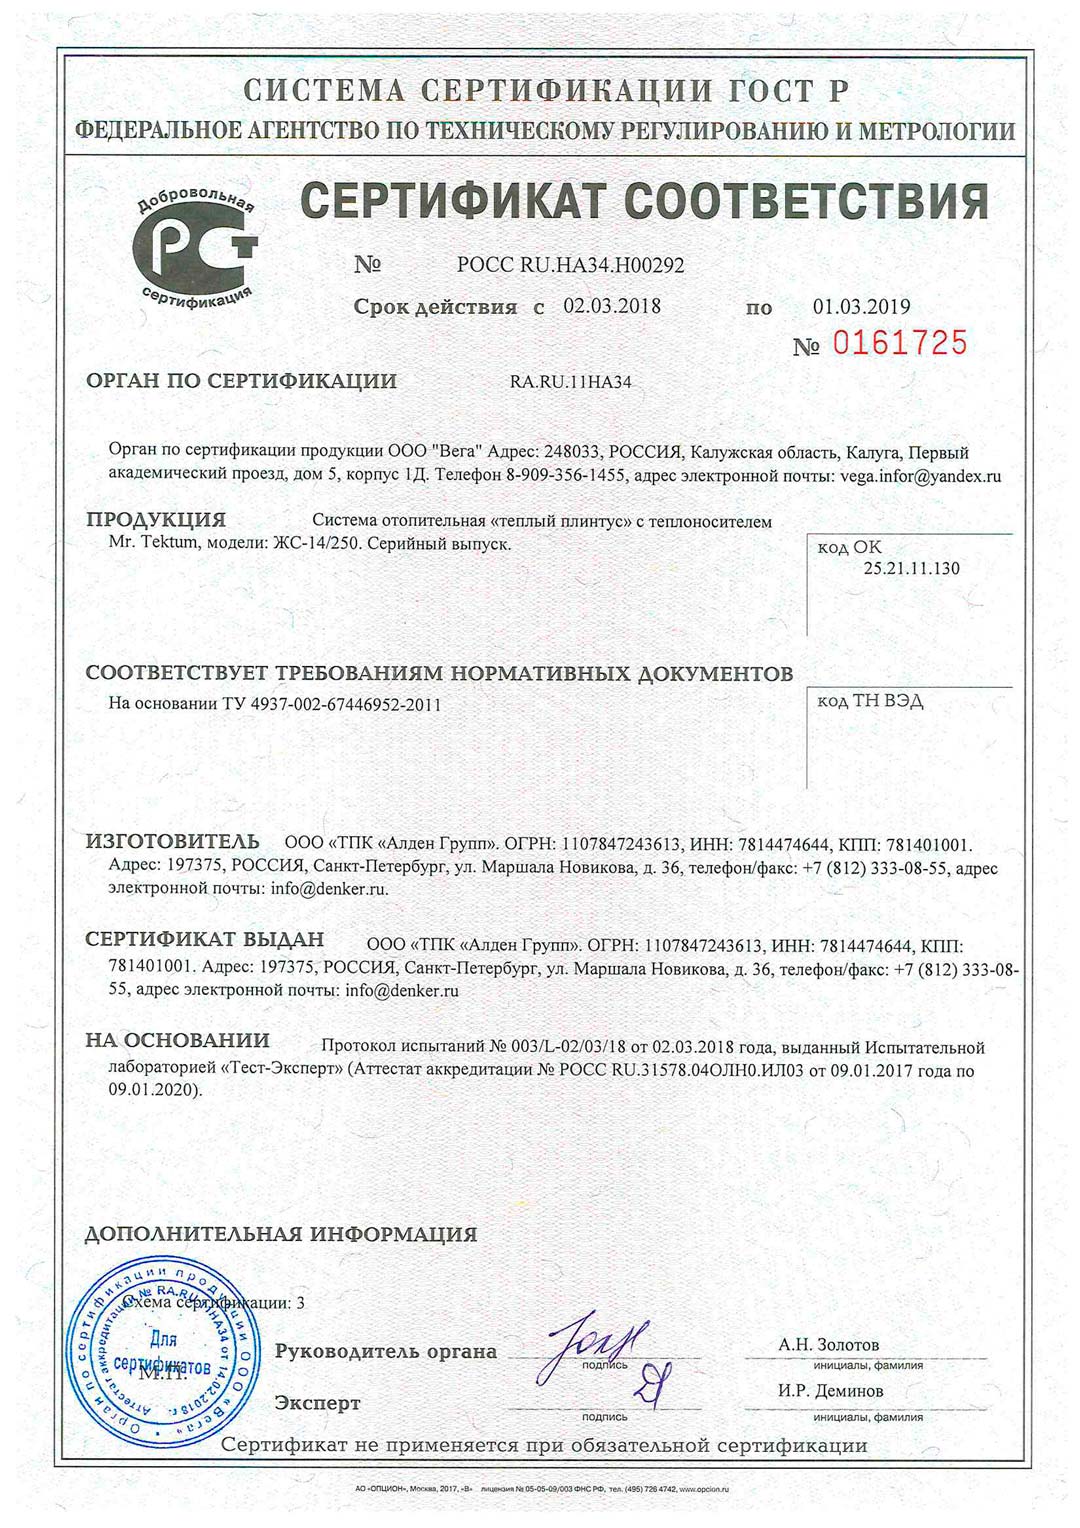 СИСТЕМА СЕРТИФИКАЦИИ ГОСТ Р
ФЕДЕРАЛЬНОЕ АГЕНТСТВО ПО ТЕХНИЧЕСКОМУ РЕГУЛИРОВАНИЮ И МЕТРОЛОГИИ
Добровольная
РСТ
сертификация
СЕРТИФИКАТ СООТВЕТСТВИЯ
№ РОСС RU.НА34.Н00292
Срок действия с 02.03.2018 по 01.03.2019
№ 0161725
ОРГАН ПО СЕРТИФИКАЦИИ RA.RU.11НА34
Орган по сертификации продукции ООО "Вега" Адрес: 248033, РОССИЯ, Калужская область, Калуга, Первый
академический проезд, дом 5, корпус 1Д. Телефон 8-909-356-1455, адрес электронной почты: vega.infor@yandex.ru
ПРОДУКЦИЯ Система отопительная «теплый плинтус» с теплоносителем
Mr. Tektum, модели: ЖС-14/250. Серийный выпуск.
код ОК
25.21.11.130
СООТВЕТСТВУЕТ ТРЕБОВАНИЯМ НОРМАТИВНЫХ ДОКУМЕНТОВ
На основании ТУ 4937-002-67446952-2011
код ТН ВЭД
ИЗГОТОВИТЕЛЬ ООО «ТПК «Алден Групп». ОГРН: 1107847243613, ИНН: 7814474644, КПП: 781401001.
Адрес: 197375, РОССИЯ, Санкт-Петербург, ул. Маршала Новикова, д. 36, телефон/факс: +7 (812) 333-08-55, адрес
электронной почты: info@denker.ru.
СЕРТИФИКАТ ВЫДАН ООО «ТПК «Алден Групп». ОГРН: 1107847243613, ИНН: 7814474644, КПП:
781401001. Адрес: 197375, РОССИЯ, Санкт-Петербург, ул. Маршала Новикова, д. 36, телефон/факс: +7 (812) 333-08-
55, адрес электронной почты: info@denker.ru
НА ОСНОВАНИИ Протокол испытаний № 003/L-02/03/18 от 02.03.2018 года, выданный Испытательной
лабораторией «Тест-Эксперт» (Аттестат аккредитации № РОСС RU.31578.04ОЛН0.ИЛ03 от 09.01.2017 года по
09.01.2020).
ДОПОЛНИТЕЛЬНАЯ ИНФОРМАЦИЯ
Схема сертификации: 3
Орган по сертификации продукции ООО «Вега»
Аттестат аккредитации № RA.RU.11НА34 от 14.02.2018 г.
Для
сертификатов
М.П.
Руководитель органа
подпись
А.Н. Золотов
инициалы, фамилия
Эксперт
подпись
И.Р. Деминов
инициалы, фамилия
Сертификат не применяется при обязательной сертификации
АО «ОПЦИОН», Москва, 2017, «В» лицензия № 05-05-09/003 ФНС РФ, тел. (495) 726 4742, www.opcion.ru